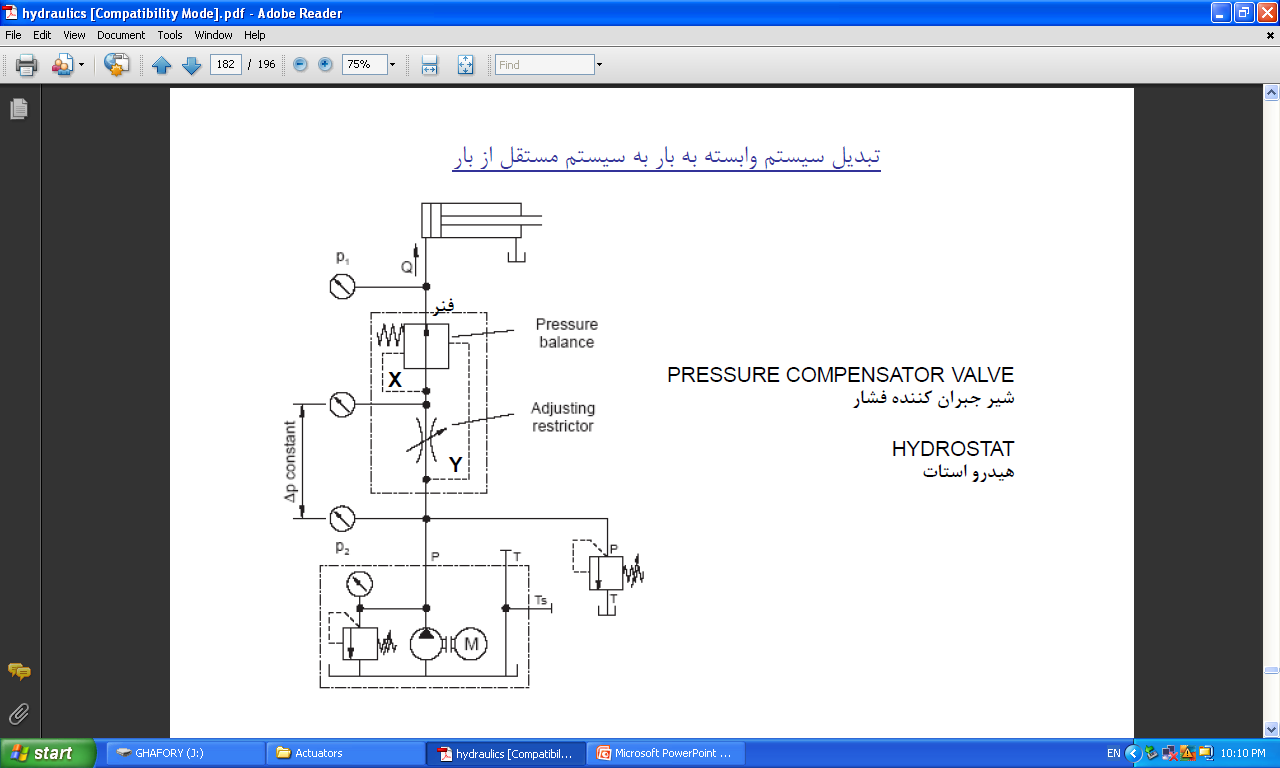 hydraulics [Compatibility Mode].pdf - Adobe Reader
File Edit View Document Tools Window Help
182 / 196 75% Find
تبدیل سیستم وابسته به بار به سیستم مستقل از بار
p1
Q
فنر
Pressure
balance
X
PRESSURE COMPENSATOR VALVE
شیر جبران کننده فشار
Adjusting
restrictor
Δp constant
Y
HYDROSTAT
هیدرو استات
p2
P
T
P
T
Ts
M
start GHAFORY (J:) Actuators hydraulics [Compatibil... Microsoft PowerPoint ... EN 10:10 PM